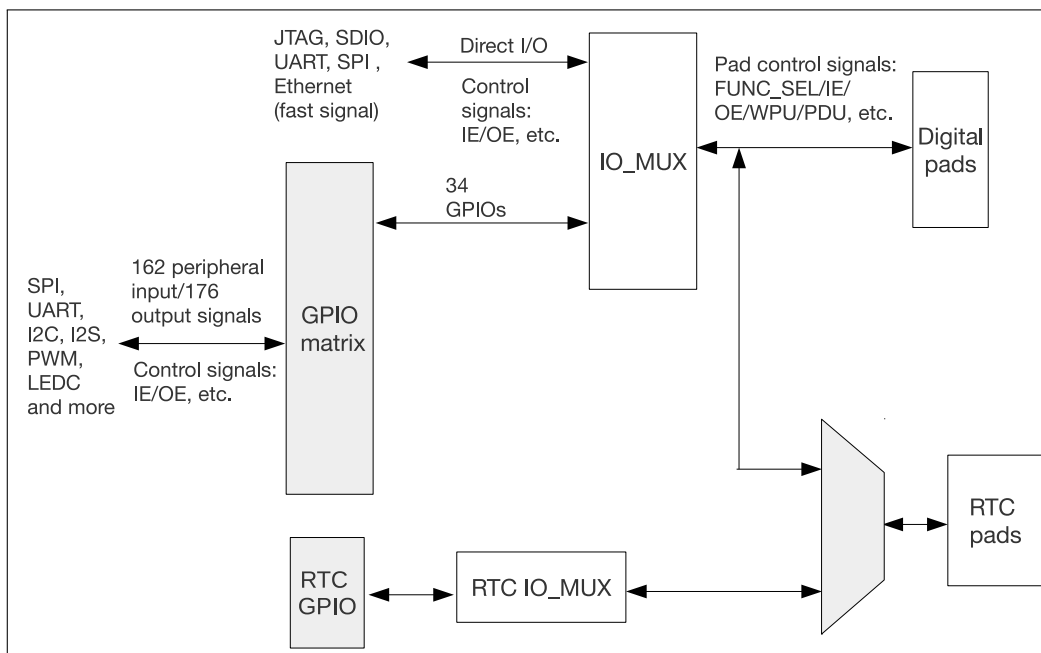 JTAG, SDIO,
UART, SPI ,
Ethernet
(fast signal)
Direct I/O
Control
signals:
IE/OE, etc.
IO_MUX
Pad control signals:
FUNC_SEL/IE/
OE/WPU/PDU, etc.
Digital
pads
34
GPIOs
SPI,
UART,
I2C, I2S,
PWM,
LEDC
and more
162 peripheral
input/176
output signals
Control signals:
IE/OE, etc.
GPIO
matrix
RTC
pads
RTC
GPIO
RTC IO_MUX